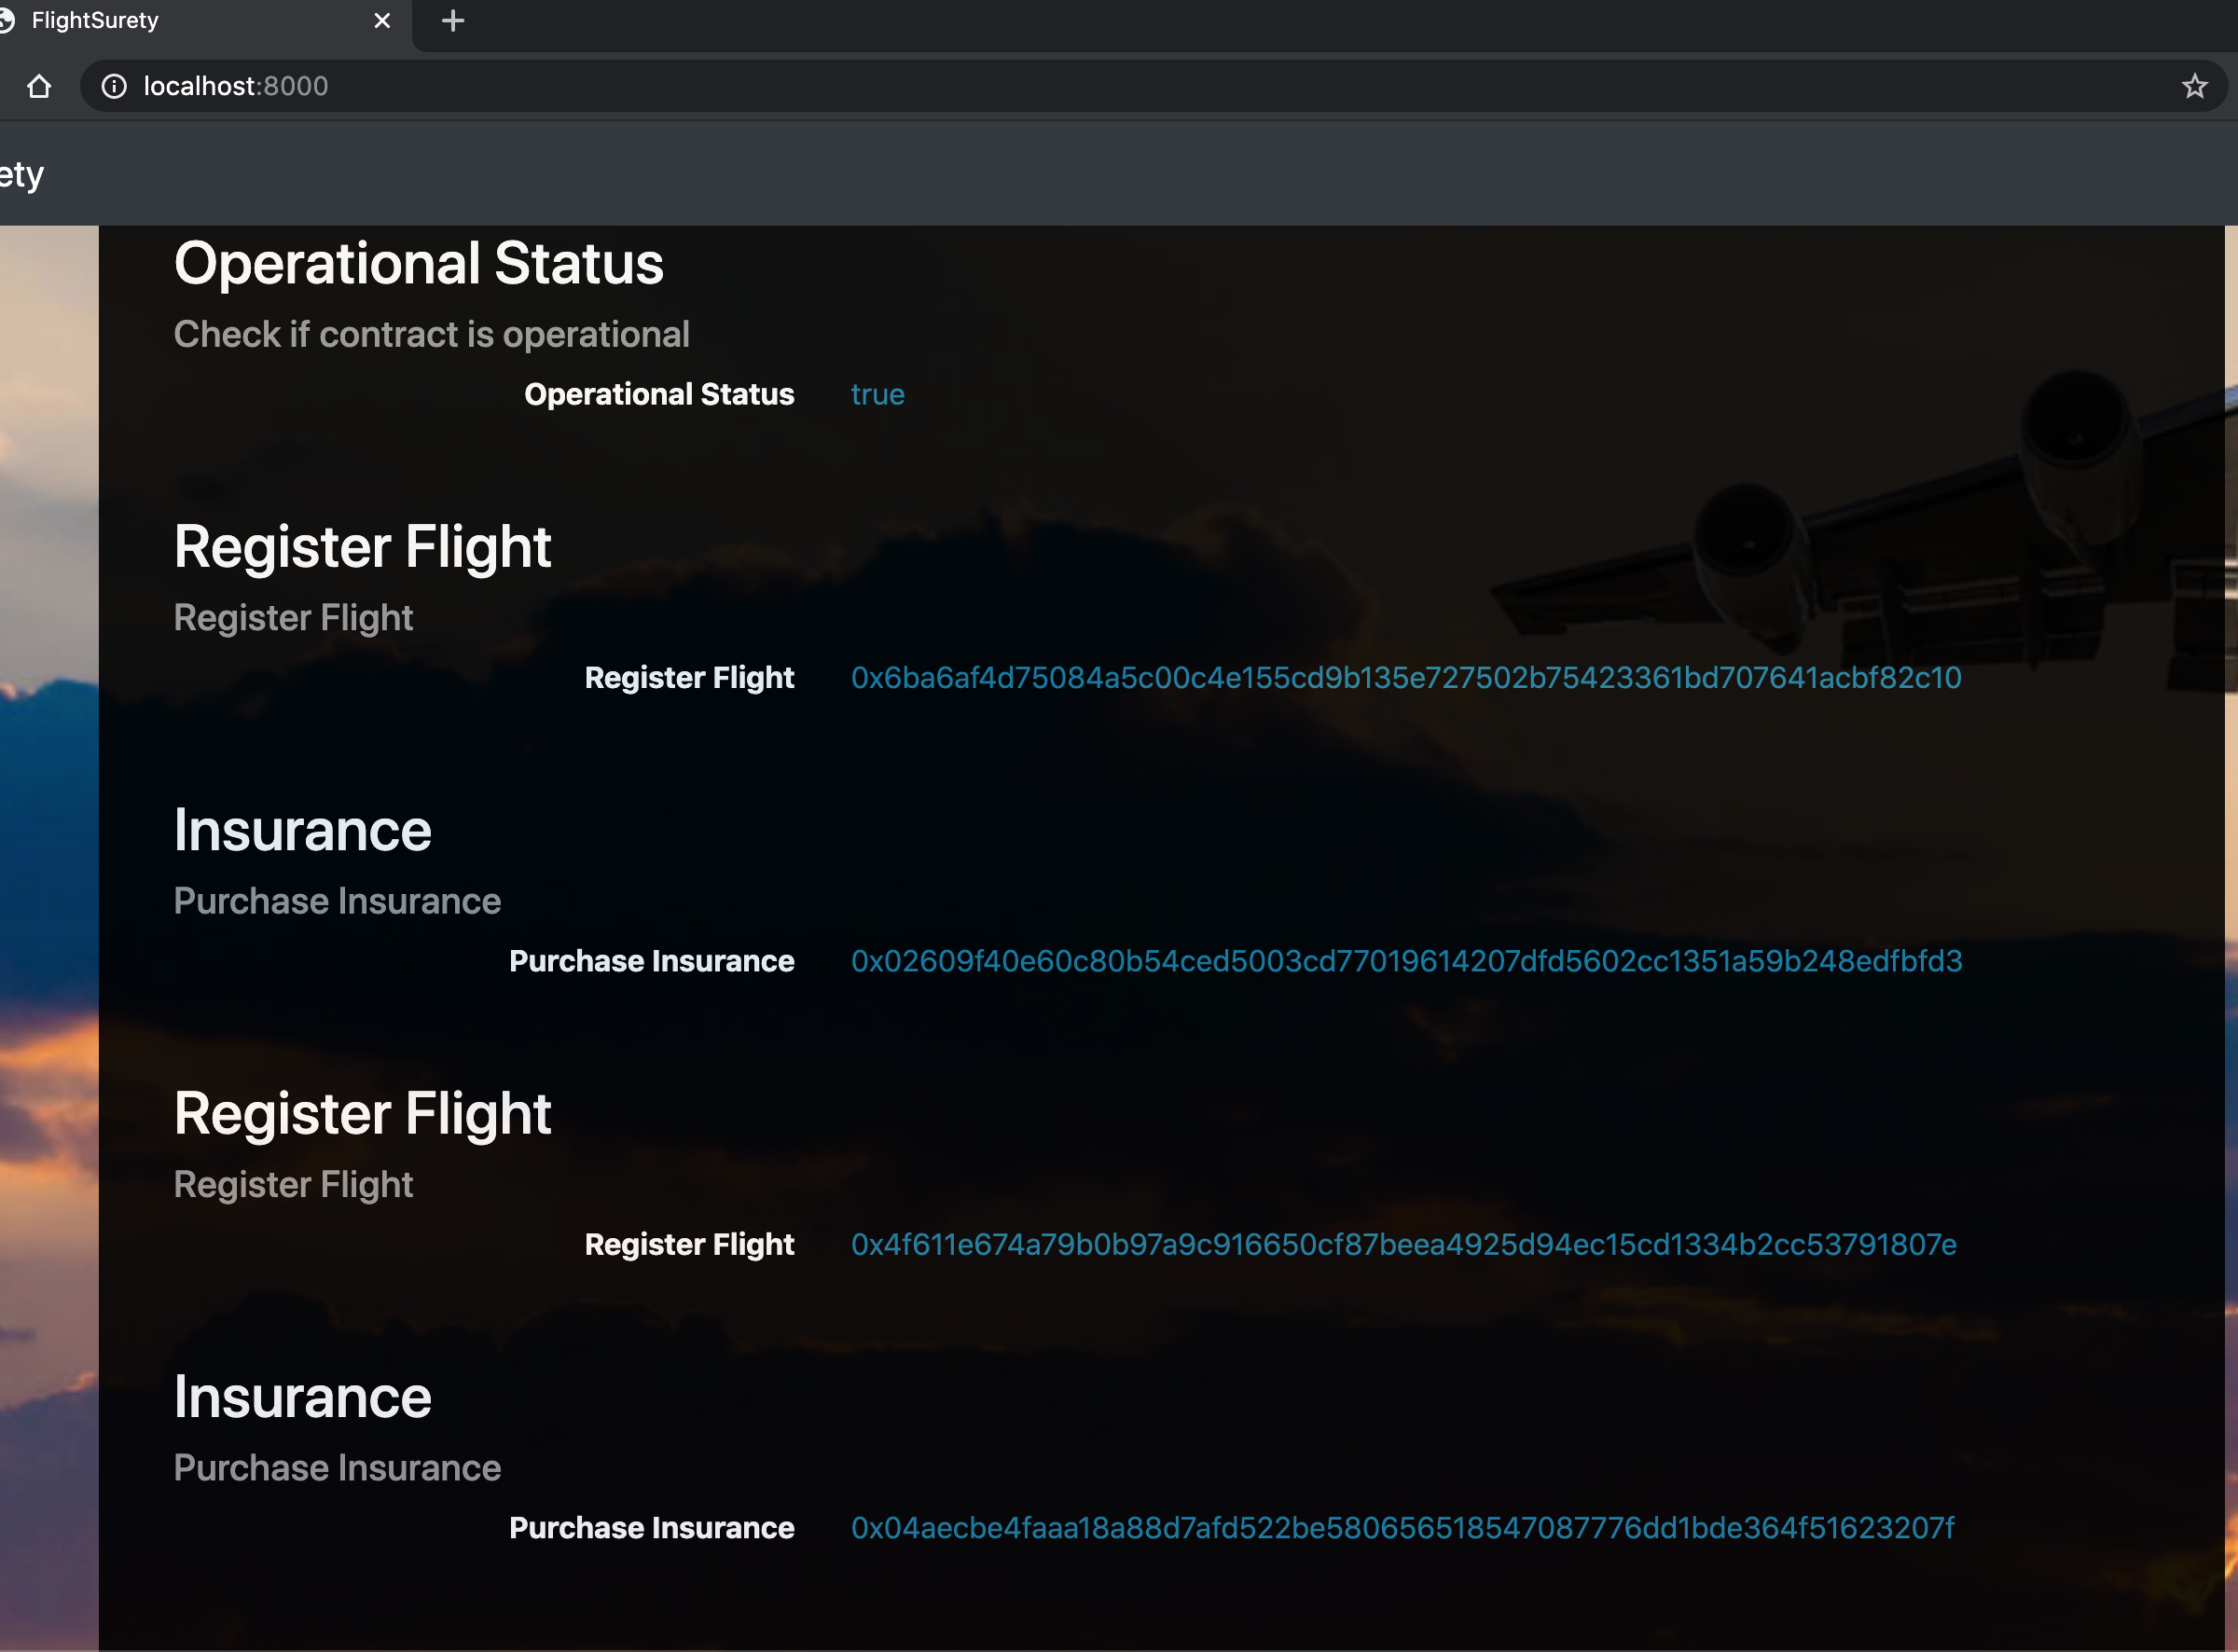 FlightSurety
localhost:8000
ety
Operational Status
Check if contract is operational
Operational Status true
Register Flight
Register Flight
Register Flight 0x6ba6af4d75084a5c00c4e155cd9b135e727502b75423361bd707641acbf82c10
Insurance
Purchase Insurance
Purchase Insurance 0x02609f40e60c80b54ced5003cd77019614207dfd5602cc1351a59b248edfbfd3
Register Flight
Register Flight
Register Flight 0x4f611e674a79b0b97a9c916650cf87beea4925d94ec15cd1334b2cc53791807e
Insurance
Purchase Insurance
Purchase Insurance 0x04aecbe4faaa18a88d7afd522be580656518547087776dd1bde364f51623207f